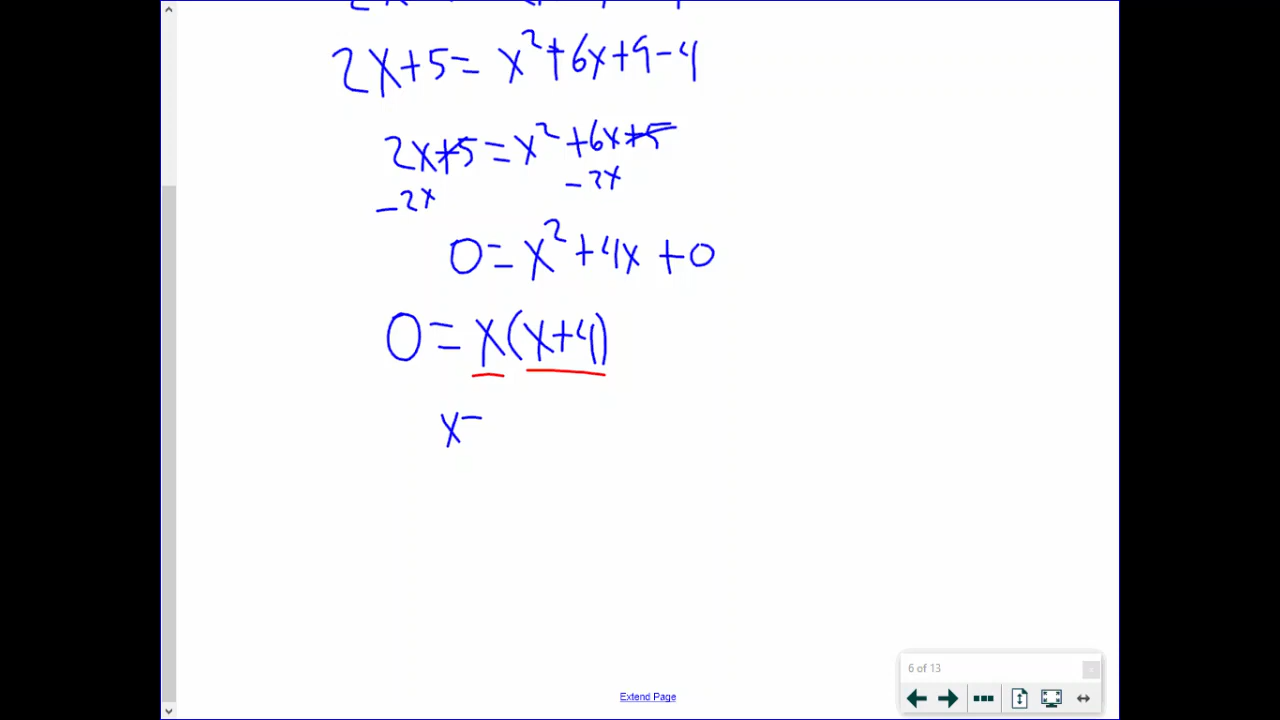 2x+5= x²+6x+9-4
2x+5=x²+6x+5
-2x -2x
0=x²+4x+0
0=x(x+4)
x=
6 of 13
Extend Page